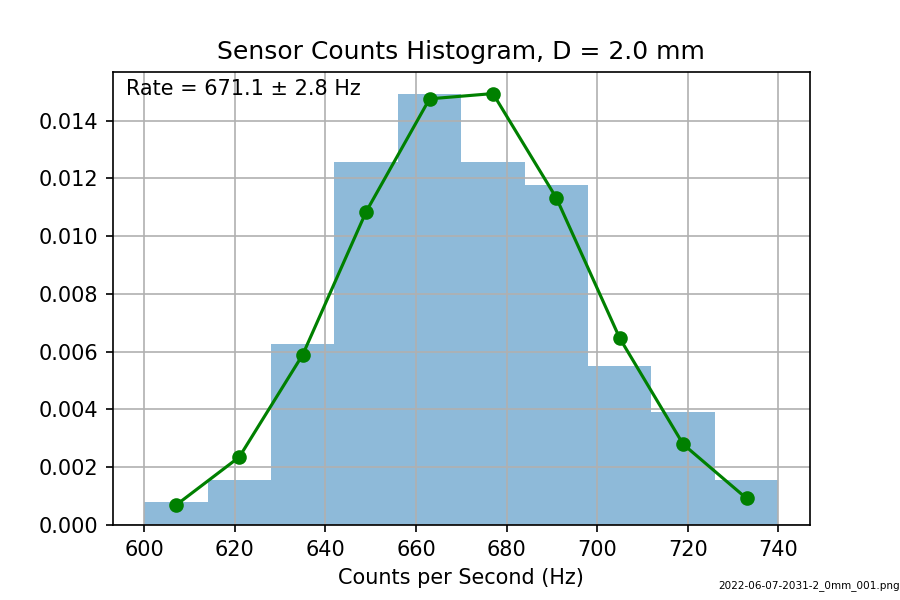 Sensor Counts Histogram, D = 2.0 mm
Rate = 671.1 ± 2.8 Hz
0.014
0.012
0.010
0.008
0.006
0.004
0.002
0.000
600 620 640 660 680 700 720 740
Counts per Second (Hz)
2022-06-07-2031-2_0mm_001.png